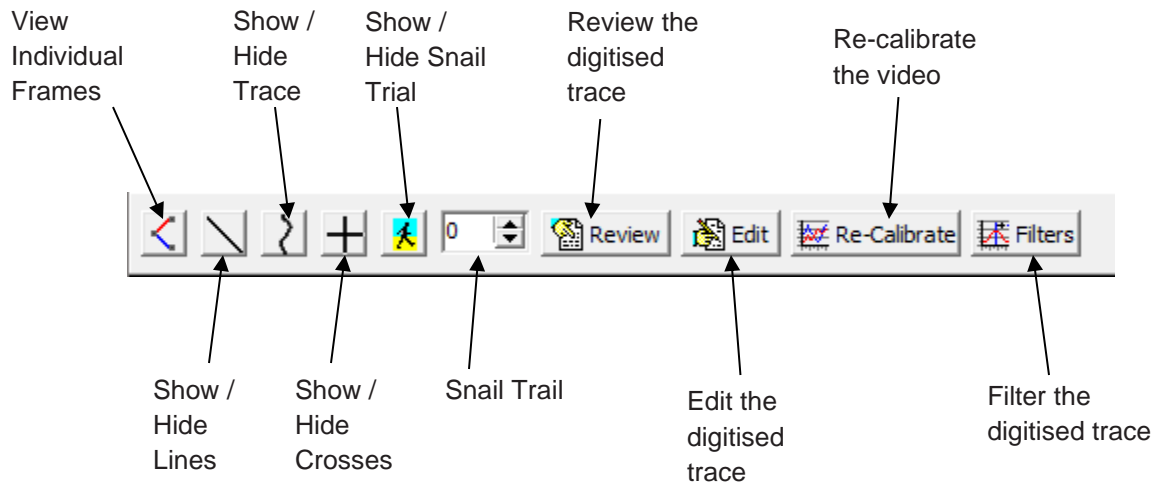 View
Individual
Frames
Show /
Hide
Trace
Show /
Hide Snail
Trial
Review the
digitised
trace
Re-calibrate
the video
0
Review
Edit
Re-Calibrate
Filters
Show /
Hide
Lines
Show /
Hide
Crosses
Snail Trail
Edit the
digitised
trace
Filter the
digitised trace